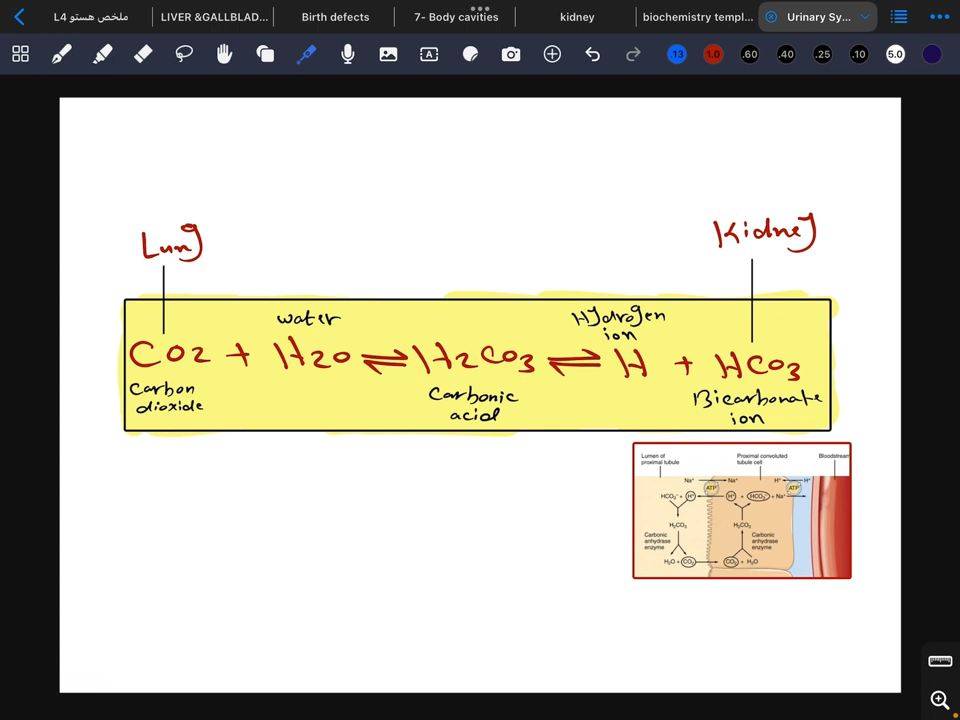 ملخص هستو L4
LIVER &GALLBLAD...
Birth defects
7- Body cavities
kidney
biochemistry templ...
Urinary Sy...
13
1.0
.60
.40
.25
.10
5.0
Lung
Kidney
water
Hydrogen
ion
CO2 + H2O ⇌ H2CO3 ⇌ H + HCO3
Carbon
dioxide
Carbonic
acid
Bicarbonate
ion
Lumen of
proximal tubule
Proximal convoluted
tubule cell
Bloodstream
Na⁺ ATP Na⁺ H⁺ ATP H⁺
HCO₃⁻ + H⁺ H⁺ + HCO₃⁻ + Na⁺
H₂CO₃ H₂CO₃
Carbonic
anhydrase
enzyme
Carbonic
anhydrase
enzyme
H₂O + CO₂ CO₂ + H₂O